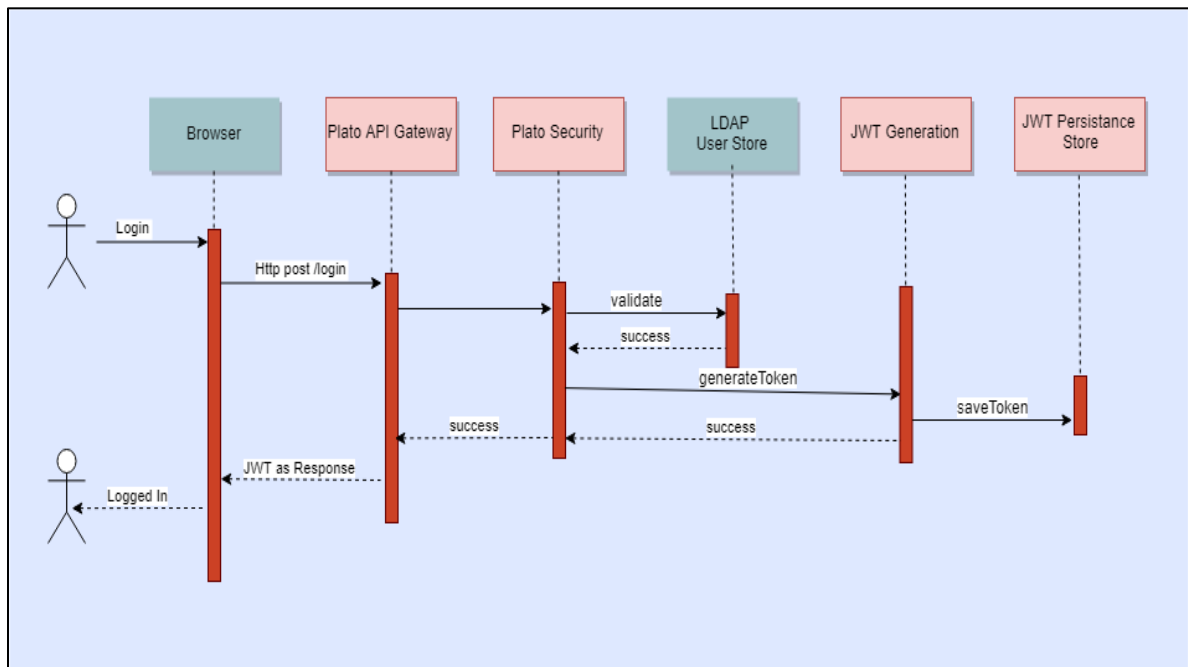 Browser
Plato API Gateway
Plato Security
LDAP
User Store
JWT Generation
JWT Persistance
Store
Login
Http post /login
validate
success
generateToken
saveToken
success
success
JWT as Response
Logged In